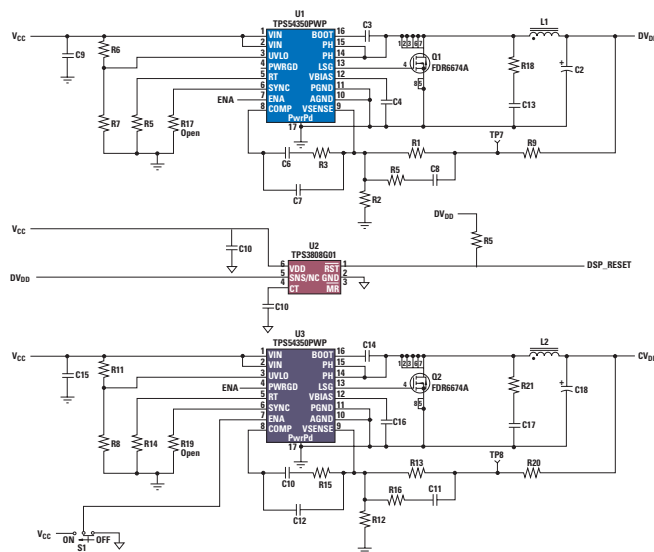 U1
TPS54350PWP
VCC
C9
R6
R7
R5
R17
Open
ENA
1 VIN BOOT 16
2 VIN PH 15
3 UVLO PH 14
4 PWRGD LSG 13
5 RT VBIAS 12
6 SYNC PGND 11
7 ENA AGND 10
8 COMP VSENSE 9
PwrPd
17
C3
1 2 3 6 7
4
Q1
FDR6674A
8 5
L1
R18
C13
C2
C4
C6
R3
C7
R1
R5
C8
R2
TP7
R9
VCC
C10
DVDD
U2
TPS3808G01
6 VDD RST 1
5 SNS/NC GND 2
4 CT MR 3
C10
DVDD
R5
DSP_RESET
U3
TPS54350PWP
VCC
C15
R11
R8
R14
R19
Open
ENA
1 VIN BOOT 16
2 VIN PH 15
3 UVLO PH 14
4 PWRGD LSG 13
5 RT VBIAS 12
6 SYNC PGND 11
7 ENA AGND 10
8 COMP VSENSE 9
PwrPd
17
C14
1 2 3 6 7
4
Q2
FDR6674A
8 5
L2
R21
C17
C18
C16
C10
R15
C12
R13
R16
C11
R12
TP8
R20
VCC
ON
OFF
S1